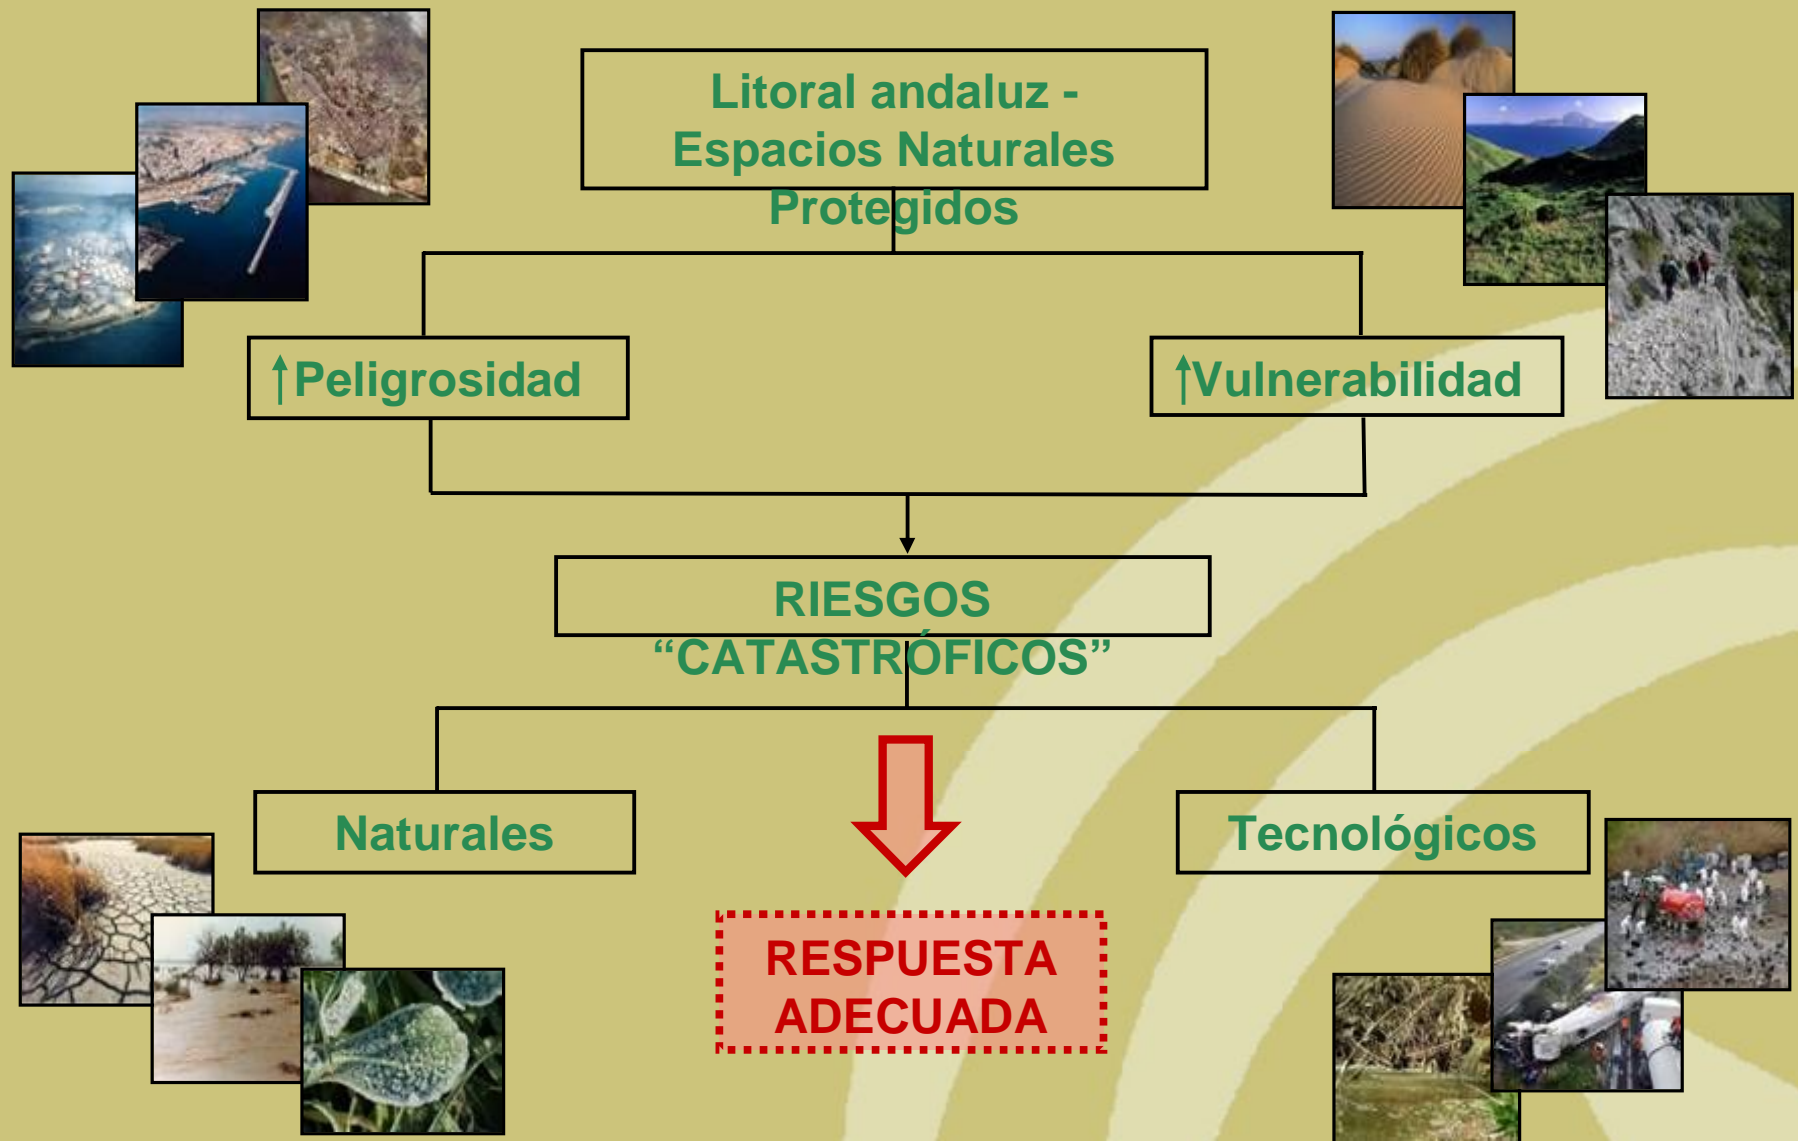 Litoral andaluz -
Espacios Naturales
Protegidos
↑Peligrosidad
↑Vulnerabilidad
RIESGOS
“CATASTRÓFICOS”
Naturales
Tecnológicos
RESPUESTA
ADECUADA